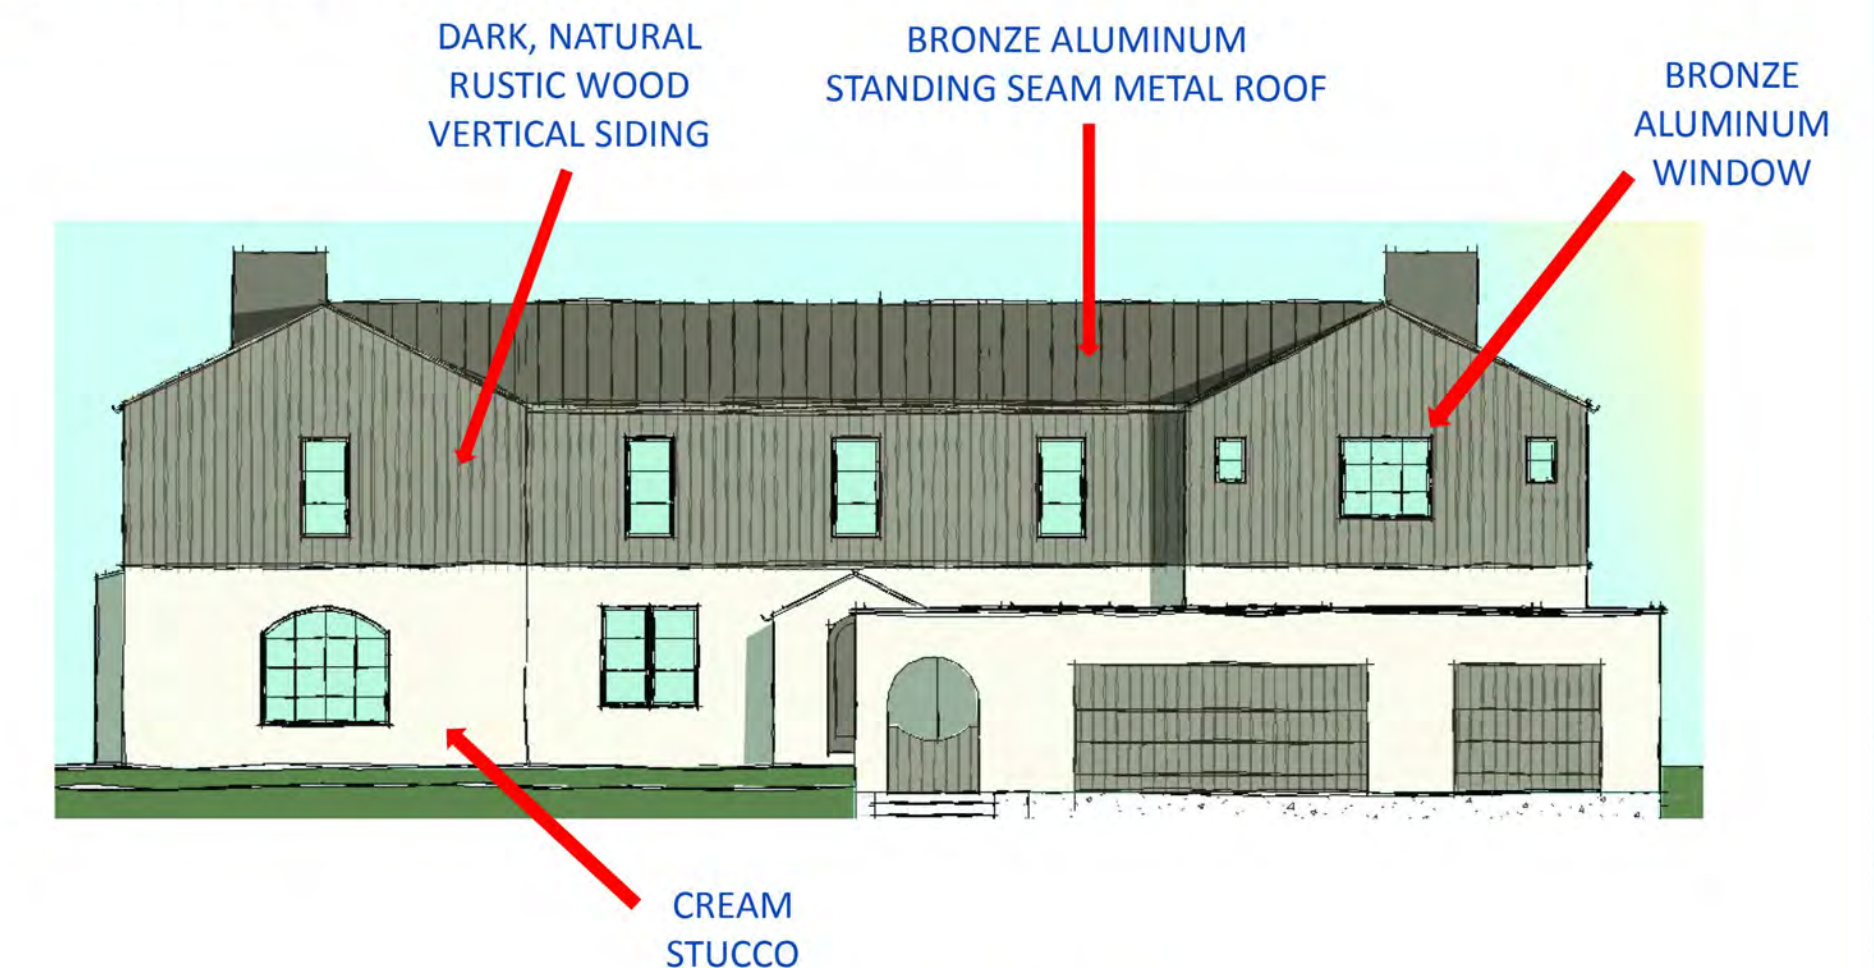 DARK, NATURAL
RUSTIC WOOD
VERTICAL SIDING
BRONZE ALUMINUM
STANDING SEAM METAL ROOF
BRONZE
ALUMINUM
WINDOW
CREAM
STUCCO